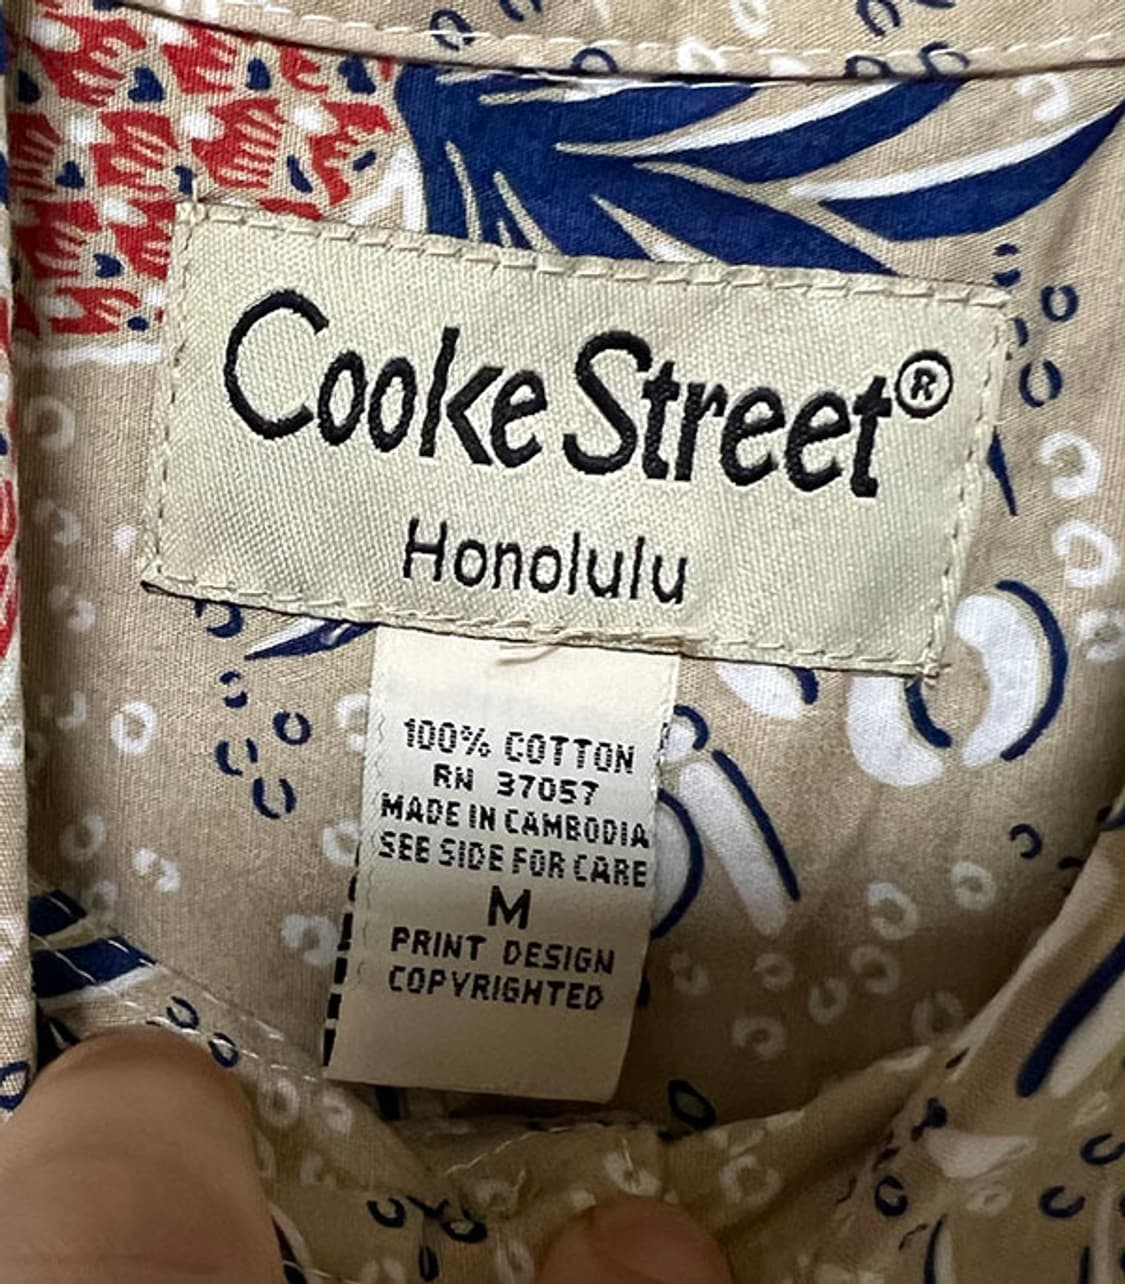 Cooke Street®
Honolulu
100% COTTON
RN 37057
MADE IN CAMBODIA
SEE SIDE FOR CARE
M
PRINT DESIGN
COPYRIGHTED